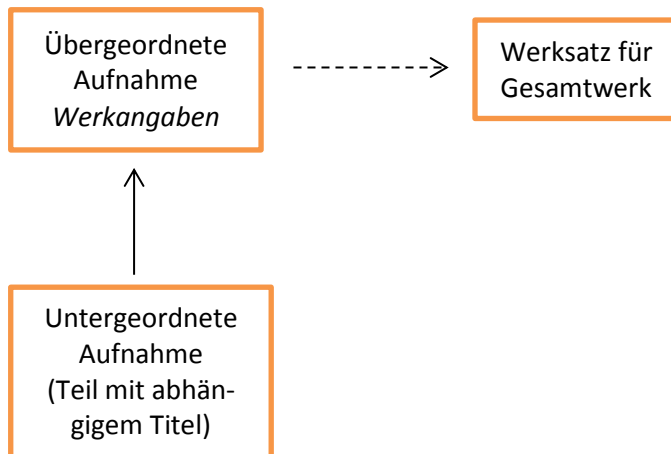 Übergeordnete
Aufnahme
Werkangaben
Werksatz für
Gesamtwerk
Untergeordnete
Aufnahme
(Teil mit abhän-
gigem Titel)